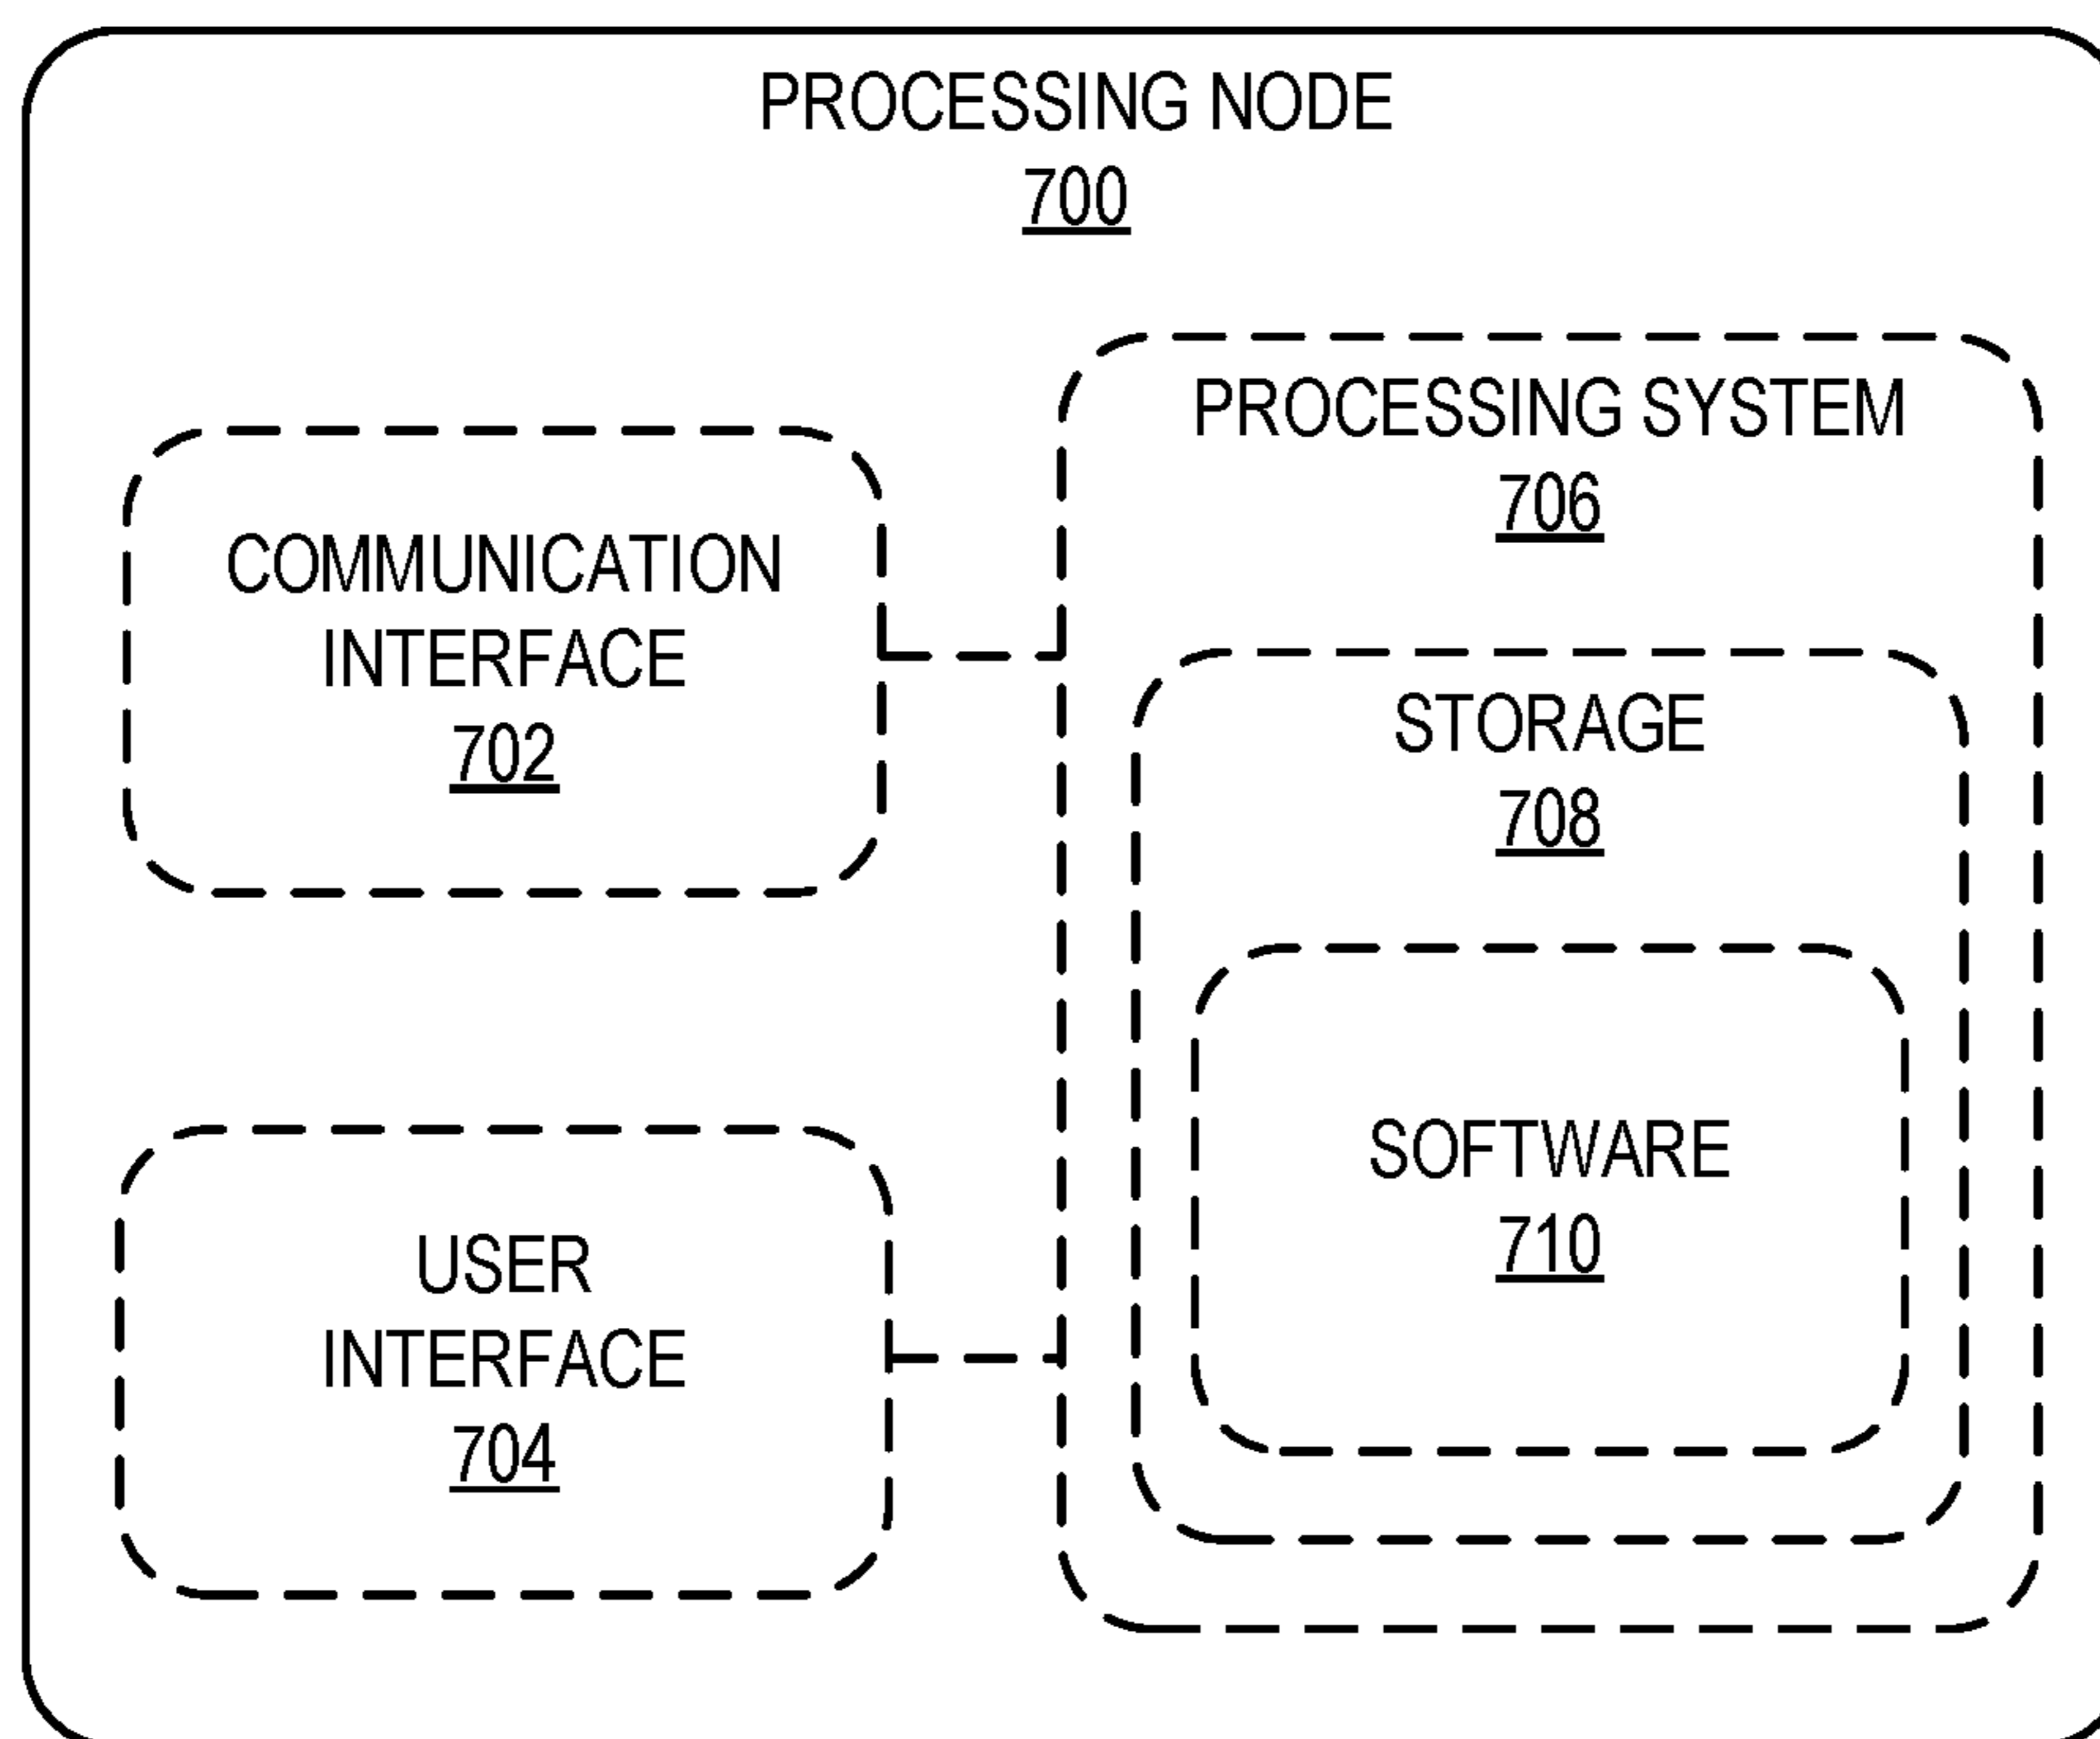 PROCESSING NODE
700
COMMUNICATION
INTERFACE
702
USER
INTERFACE
704
PROCESSING SYSTEM
706
STORAGE
708
SOFTWARE
710